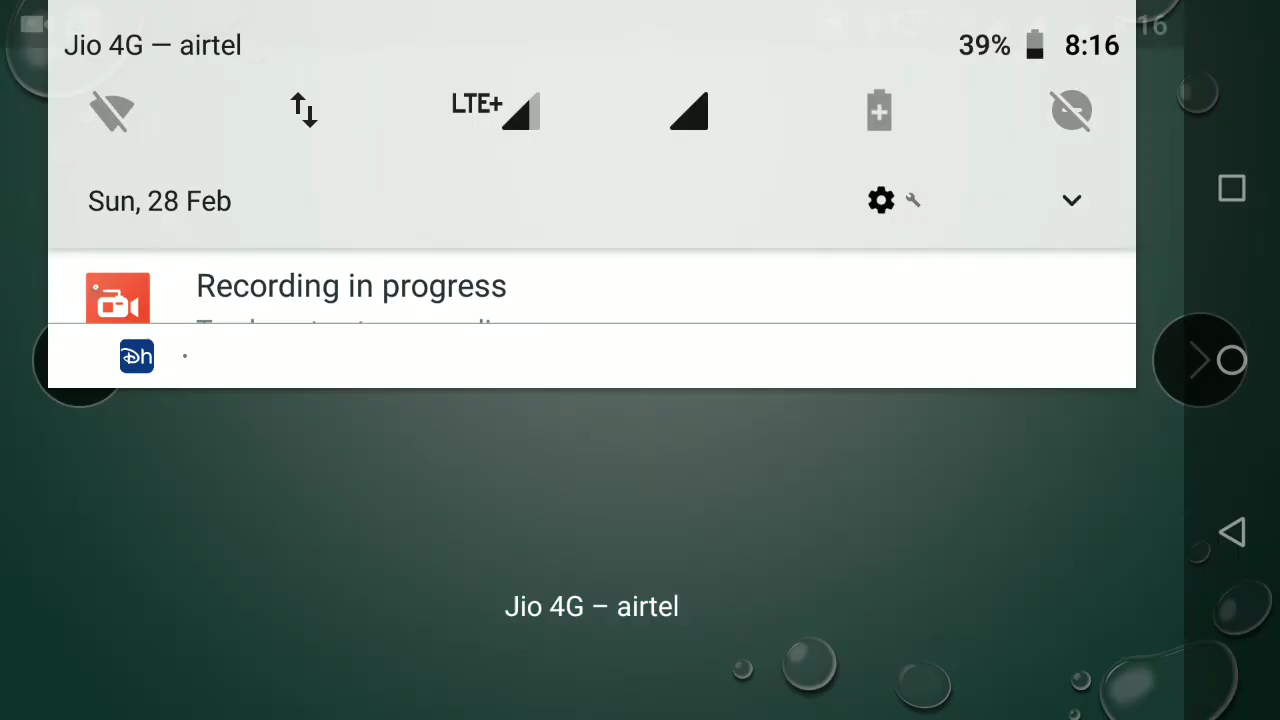 Jio 4G — airtel
39%
8:16
LTE+
Sun, 28 Feb
Recording in progress
Dh
Jio 4G – airtel